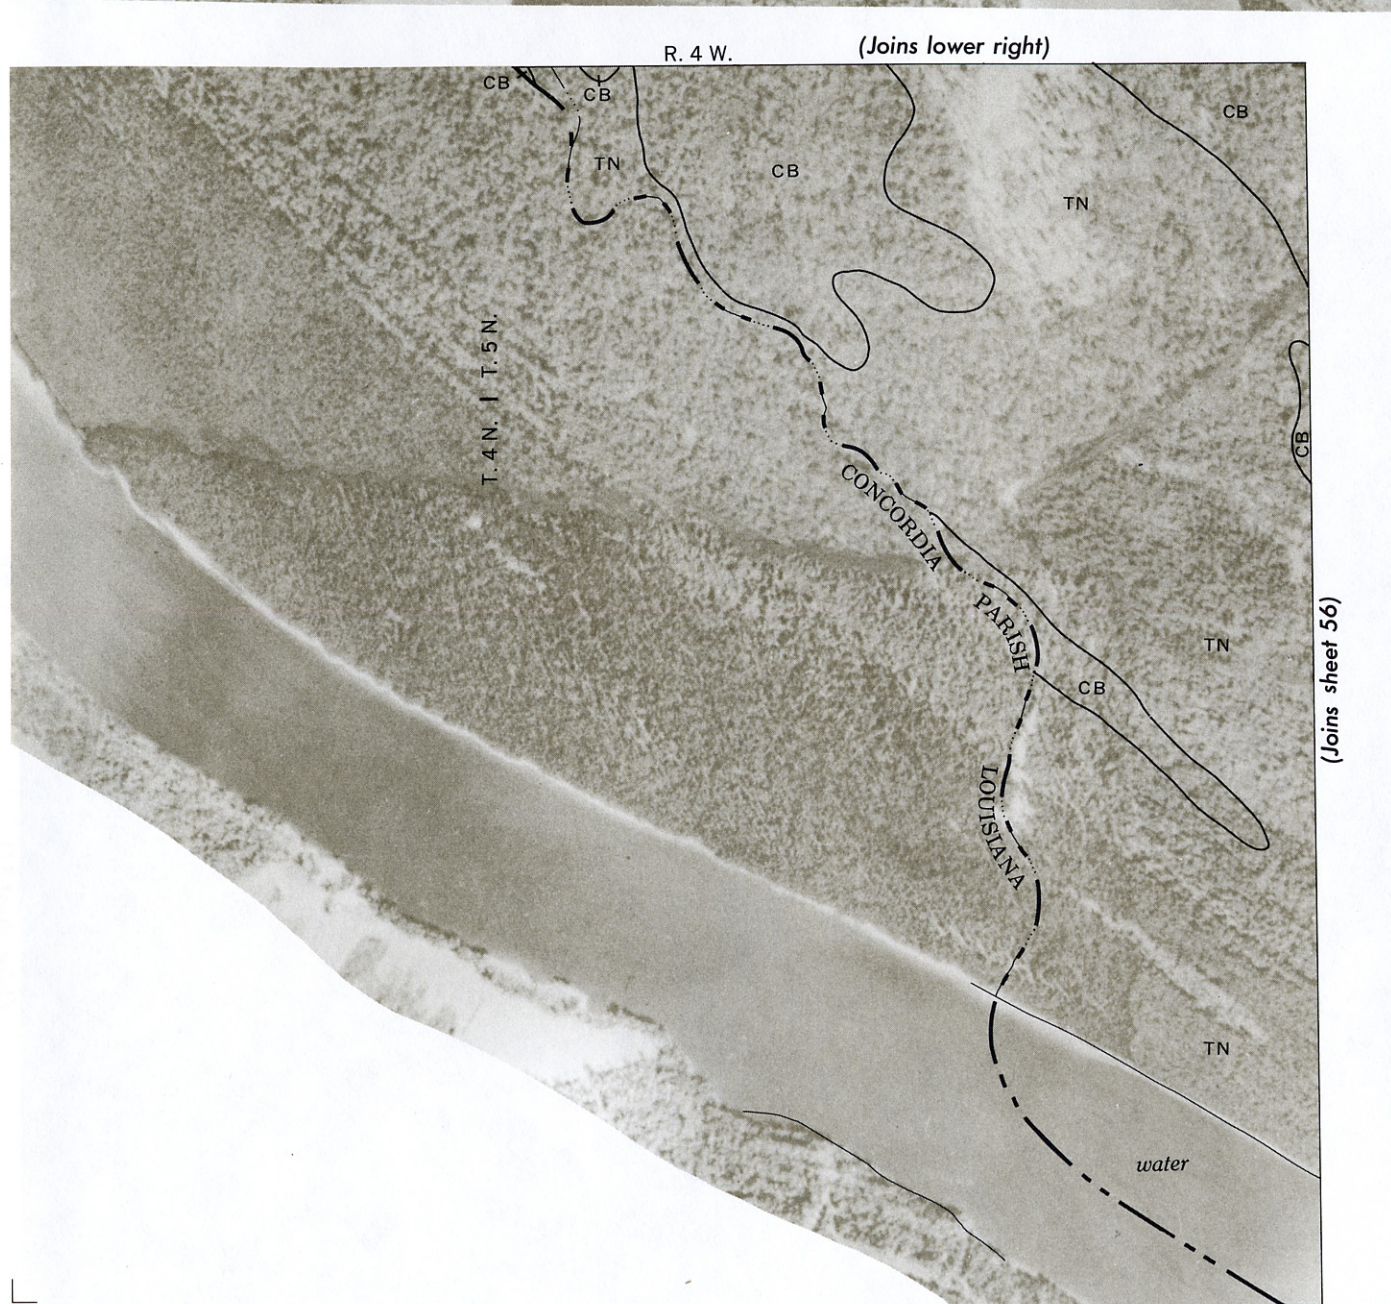 R. 4 W.
(Joins lower right)
CB
CB
CB
TN
CB
TN
T. 4 N. | T. 5 N.
CB
CONCORDIA PARISH
LOUISIANA
TN
CB
(Joins sheet 56)
TN
water